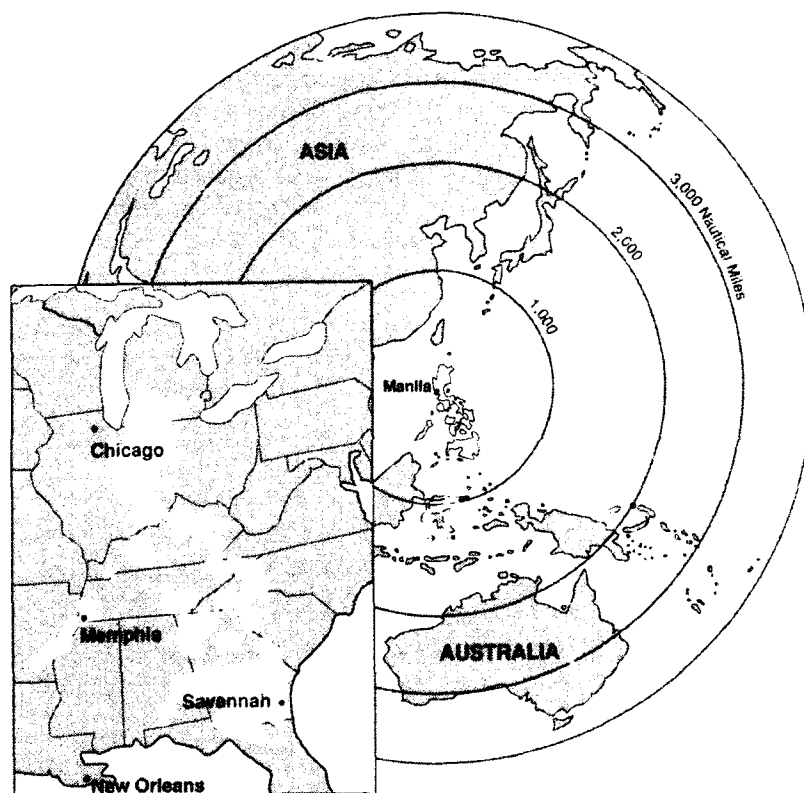 ASIA
3,000 Nautical Miles
2,000
1,000
Manila
Chicago
Memphis
Savannah
AUSTRALIA
New Orleans